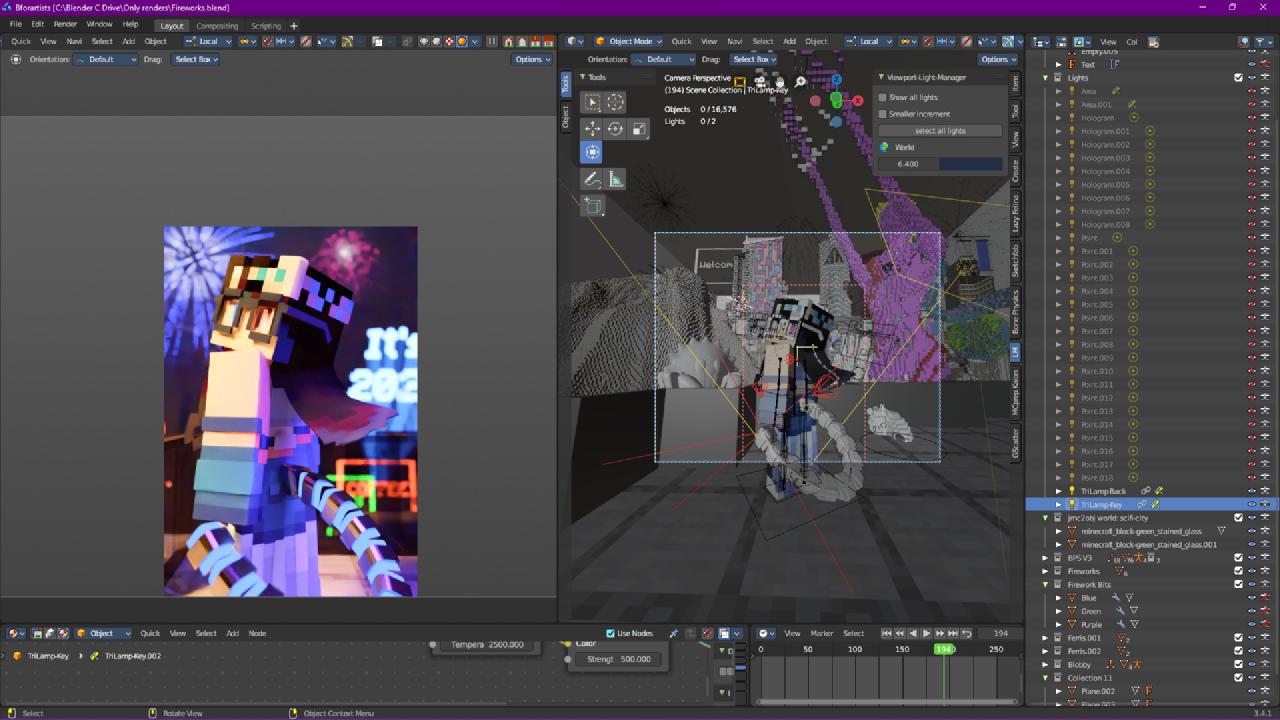 Bforartists [C:\Blender C Drive\Only renders\Fireworks.blend]
File Edit Render Window Help Layout Compositing Scripting
Quick View Navi Select Add Object Local
Orientation: Default Drag: Select Box Options
Object Mode Quick View Navi Select Add Object Local
Orientation: Default Drag: Select Box Options
Tools
Object
Tools
Camera Perspective
(194) Scene Collection | TriLamp-Key
Objects 0 / 16,576
Lights 0 / 2
Viewport-Light-Manager
Show all lights
Smaller increment
select all lights
World
6.400
Item
Tool
View
Create
Lazy Felina
Sketchfab
Bone Physics
LM
MCprep Kaion
GScatter
Welcom
It's
202
View Col
Empty.005
Text
Lights
Area
Area.001
Hologram
Hologram.001
Hologram.002
Hologram.003
Hologram.004
Hologram.005
Hologram.006
Hologram.007
Hologram.008
Point
Point.001
Point.002
Point.003
Point.004
Point.005
Point.006
Point.007
Point.008
Point.009
Point.010
Point.011
Point.012
Point.013
Point.014
Point.015
Point.016
Point.017
Point.018
TriLamp-Back
TriLamp-Key
jmc2obj world: scifi-city
minecraft_block-green_stained_glass
minecraft_block-green_stained_glass.001
BPS V3
Fireworks
Firework Bits
Blue
Green
Purple
Ferris.001
Ferris.002
Blobby
Collection 11
Plane.002
Plane.003
Object Quick View Select Add Node Use Nodes
TriLamp-Key TriLamp-Key.002
Tempera 2500.000
Color
Strengt 500.000
View Marker Select 194
0 50 100 150 194 250
Select Rotate View Object Context Menu 3.4.1